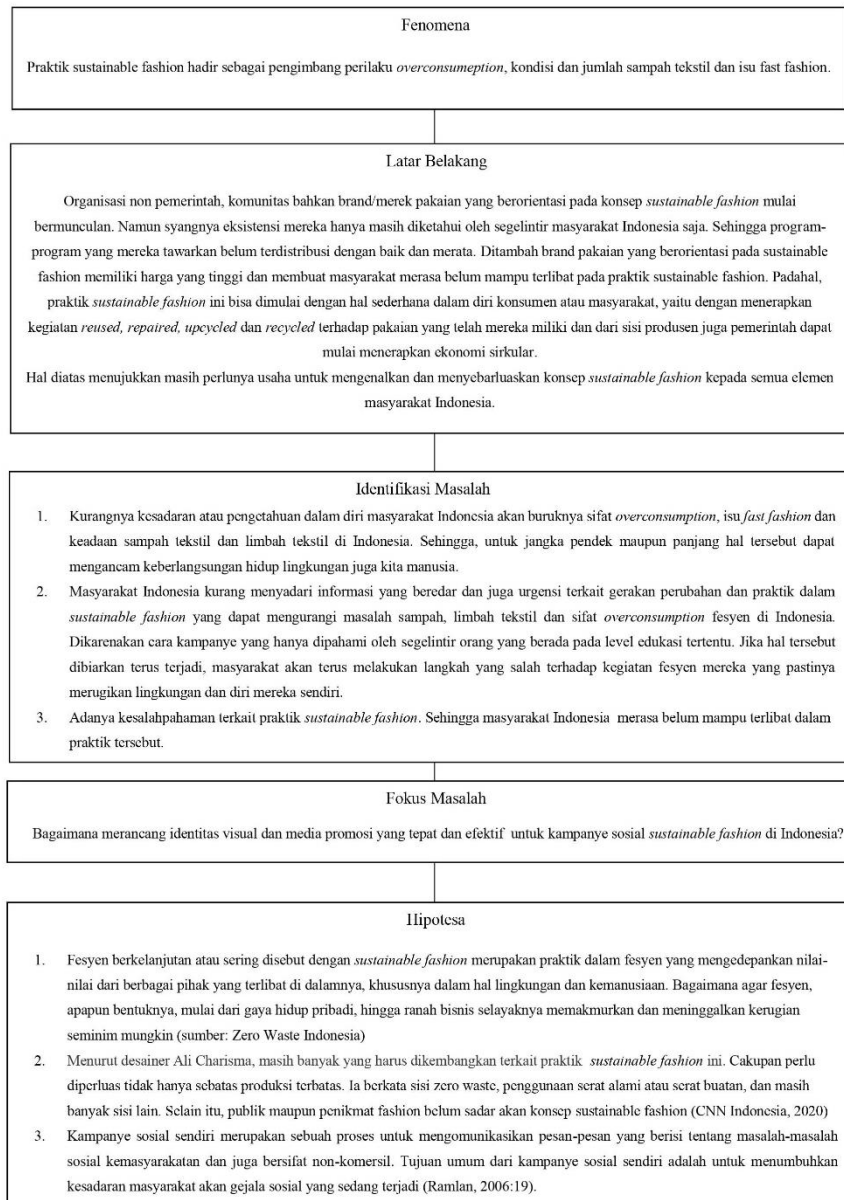 Fenomena
Praktik sustainable fashion hadir sebagai pengimbang perilaku overconsumeption, kondisi dan jumlah sampah tekstil dan isu fast fashion.
Latar Belakang
Organisasi non pemerintah, komunitas bahkan brand/merek pakaian yang berorientasi pada konsep sustainable fashion mulai
bermunculan. Namun syangnya eksistensi mereka hanya masih diketahui oleh segelintir masyarakat Indonesia saja. Sehingga program-
program yang mereka tawarkan belum terdistribusi dengan baik dan merata. Ditambah brand pakaian yang berorientasi pada sustainable
fashion memiliki harga yang tinggi dan membuat masyarakat merasa belum mampu terlibat pada praktik sustainable fashion. Padahal,
praktik sustainable fashion ini bisa dimulai dengan hal sederhana dalam diri konsumen atau masyarakat, yaitu dengan menerapkan
kegiatan reused, repaired, upcycled dan recycled terhadap pakaian yang telah mereka miliki dan dari sisi produsen juga pemerintah dapat
mulai menerapkan ekonomi sirkular.
Hal diatas menujukkan masih perlunya usaha untuk mengenalkan dan menyebarluaskan konsep sustainable fashion kepada semua elemen
masyarakat Indonesia.
Identifikasi Masalah
1. Kurangnya kesadaran atau pengetahuan dalam diri masyarakat Indonesia akan buruknya sifat overconsumption, isu fast fashion dan
keadaan sampah tekstil dan limbah tekstil di Indonesia. Sehingga, untuk jangka pendek maupun panjang hal tersebut dapat
mengancam keberlangsungan hidup lingkungan juga kita manusia.
2. Masyarakat Indonesia kurang menyadari informasi yang beredar dan juga urgensi terkait gerakan perubahan dan praktik dalam
sustainable fashion yang dapat mengurangi masalah sampah, limbah tekstil dan sifat overconsumption fesyen di Indonesia.
Dikarenakan cara kampanye yang hanya dipahami oleh segelintir orang yang berada pada level edukasi tertentu. Jika hal tersebut
dibiarkan terus terjadi, masyarakat akan terus melakukan langkah yang salah terhadap kegiatan fesyen mereka yang pastinya
merugikan lingkungan dan diri mereka sendiri.
3. Adanya kesalahpahaman terkait praktik sustainable fashion. Sehingga masyarakat Indonesia merasa belum mampu terlibat dalam
praktik tersebut.
Fokus Masalah
Bagaimana merancang identitas visual dan media promosi yang tepat dan efektif untuk kampanye sosial sustainable fashion di Indonesia?
Hipotesa
1. Fesyen berkelanjutan atau sering disebut dengan sustainable fashion merupakan praktik dalam fesyen yang mengedepankan nilai-
nilai dari berbagai pihak yang terlibat di dalamnya, khususnya dalam hal lingkungan dan kemanusiaan. Bagaimana agar fesyen,
apapun bentuknya, mulai dari gaya hidup pribadi, hingga ranah bisnis selayaknya memakmurkan dan meninggalkan kerugian
seminim mungkin (sumber: Zero Waste Indonesia)
2. Menurut desainer Ali Charisma, masih banyak yang harus dikembangkan terkait praktik sustainable fashion ini. Cakupan perlu
diperluas tidak hanya sebatas produksi terbatas. Ia berkata sisi zero waste, penggunaan serat alami atau serat buatan, dan masih
banyak sisi lain. Selain itu, publik maupun penikmat fashion belum sadar akan konsep sustainable fashion (CNN Indonesia, 2020)
3. Kampanye sosial sendiri merupakan sebuah proses untuk mengomunikasikan pesan-pesan yang berisi tentang masalah-masalah
sosial kemasyarakatan dan juga bersifat non-komersil. Tujuan umum dari kampanye sosial sendiri adalah untuk menumbuhkan
kesadaran masyarakat akan gejala sosial yang sedang terjadi (Ramlan, 2006:19).